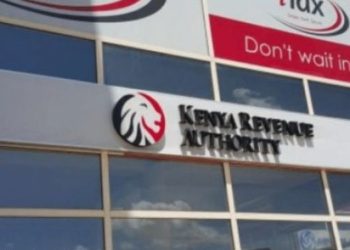 iTax
Don't wait in
KENYA REVENUE
AUTHORITY